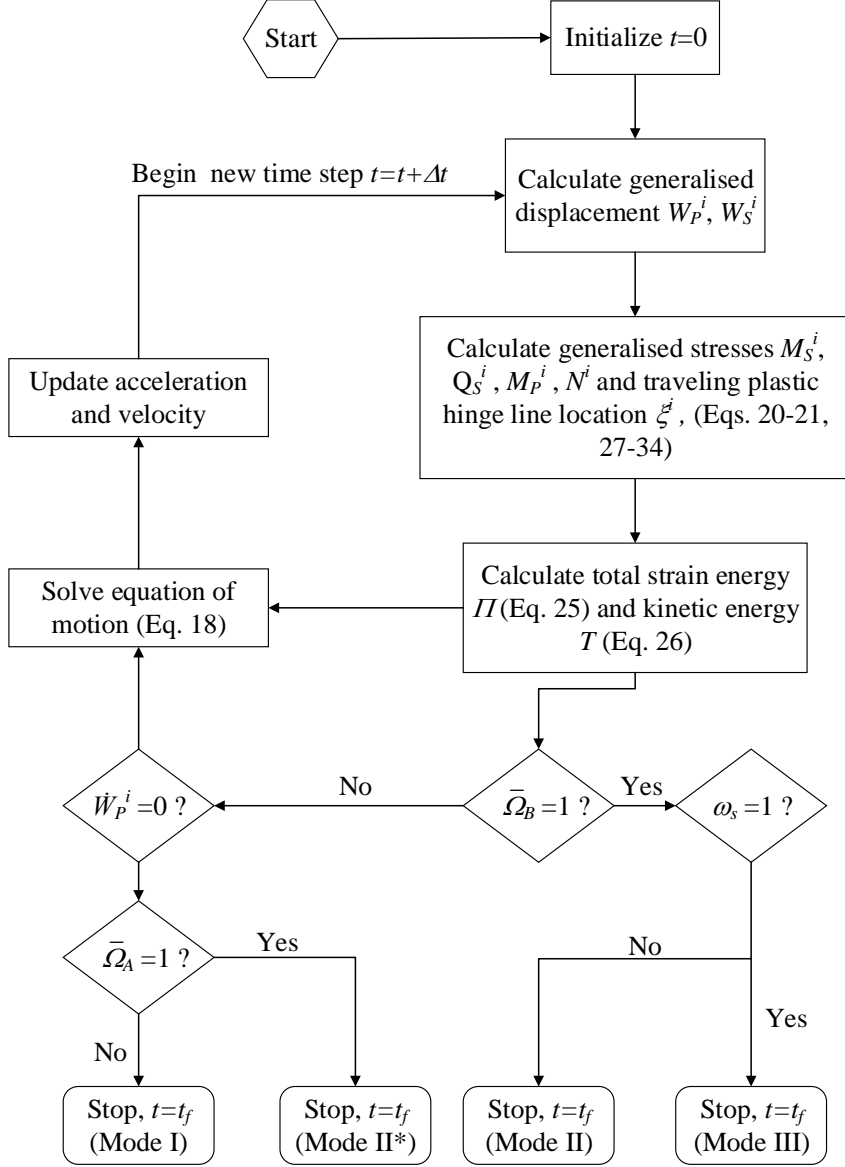 Start
Initialize t=0
Begin new time step t=t+Δt
Calculate generalised
displacement W_P^i, W_S^i
Calculate generalised stresses M_S^i,
Q_S^i, M_P^i, N^i and traveling plastic
hinge line location ξ^i, (Eqs. 20-21,
27-34)
Update acceleration
and velocity
Calculate total strain energy
Π (Eq. 25) and kinetic energy
T (Eq. 26)
Solve equation of
motion (Eq. 18)
Ẇ_P^i=0 ?
No
Ω̄_B=1 ?
Yes
ω_s=1 ?
Ω̄_A=1 ?
Yes
No
No
Yes
Stop, t=t_f
(Mode I)
Stop, t=t_f
(Mode II*)
Stop, t=t_f
(Mode II)
Stop, t=t_f
(Mode III)